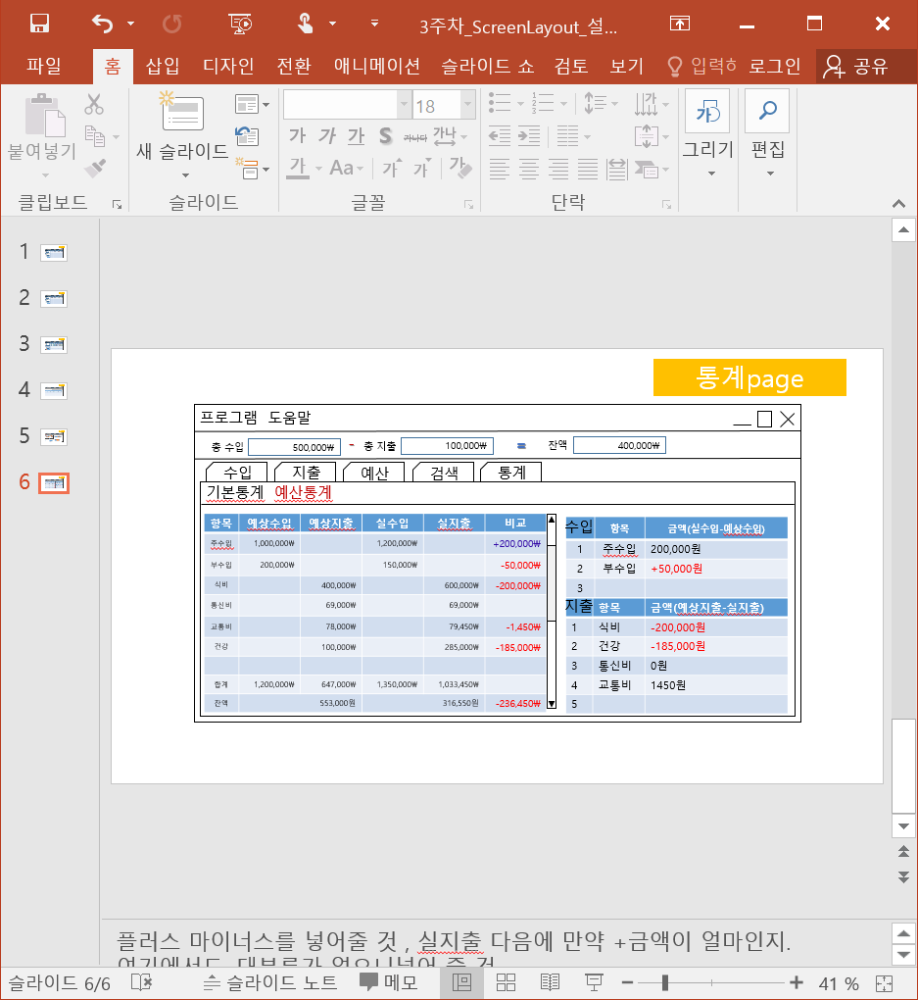 3주차_ScreenLayout_설...
파일 홈 삽입 디자인 전환 애니메이션 슬라이드 쇼 검토 보기 입력ㅎ 로그인 공유
붙여넣기
새 슬라이드
18
가 가 가 S 가나다 가나
가 Aa 가 가 가
그리기
편집
클립보드
슬라이드
글꼴
단락
1
2
3
4
5
6
통계page
프로그램 도움말
총 수입 500,000₩ - 총 지출 100,000₩ = 잔액 400,000₩
수입 지출 예산 검색 통계
기본통계 예산통계
항목 예상수입 예상지출 실수입 실지출 비교
주수입 1,000,000₩ 1,200,000₩ +200,000₩
부수입 200,000₩ 150,000₩ -50,000₩
식비 400,000₩ 600,000₩ -200,000₩
통신비 69,000₩ 69,000₩
교통비 78,000₩ 79,450₩ -1,450₩
건강 100,000₩ 285,000₩ -185,000₩
합계 1,200,000₩ 647,000₩ 1,350,000₩ 1,033,450₩
잔액 553,000원 316,550원 -236,450₩
수입 항목 금액(실수입-예상수입)
1 주수입 200,000원
2 부수입 +50,000원
3
지출 항목 금액(예상지출-실지출)
1 식비 -200,000원
2 건강 -185,000원
3 통신비 0원
4 교통비 1450원
5
플러스 마이너스를 넣어줄 것 , 실지출 다음에 만약 +금액이 얼마인지.
여기에서도 대분류가 없으니넣어 줄 것
슬라이드 6/6 슬라이드 노트 메모 41 %